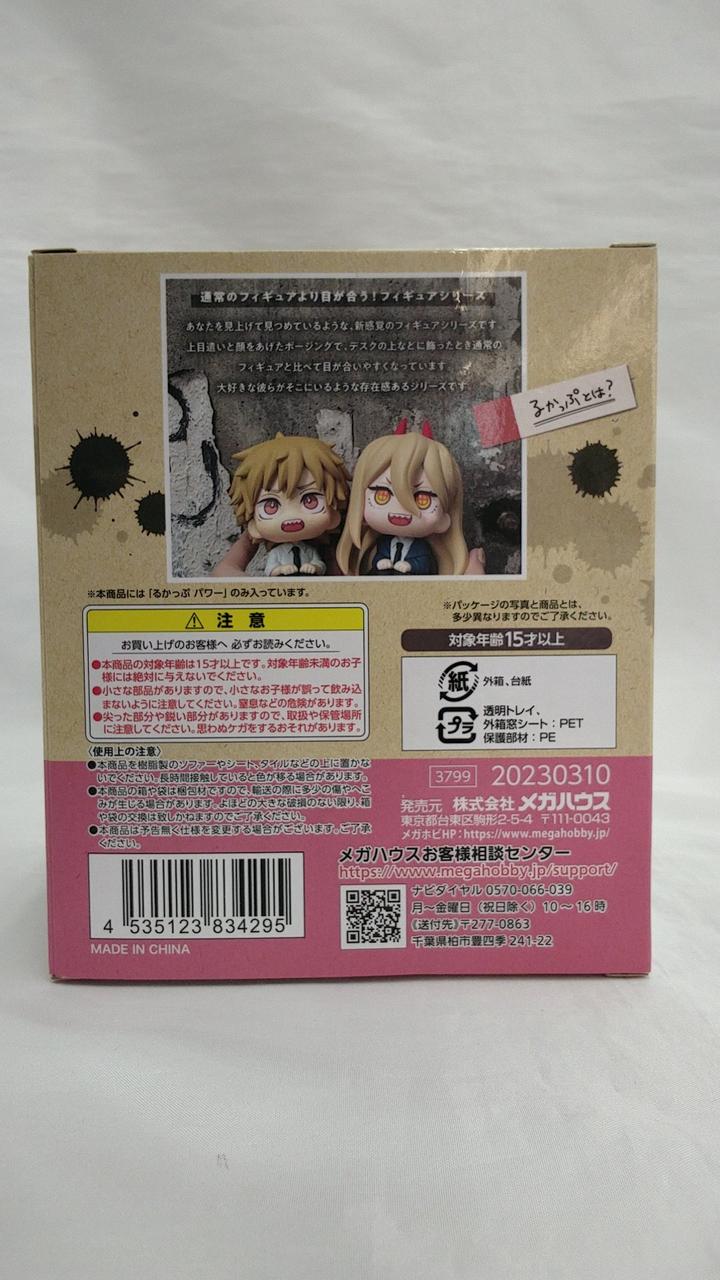 通常のフィギュアより目が合う！フィギュアシリーズ
あなたを見上げて見つめているような、新感覚のフィギュアシリーズです
上目遣いと顔をあげたポージングで、デスクの上などに飾ったとき通常の
フィギュアと比べて目が合いやすくなっています
大好きな彼らがそこにいるような存在感あるシリーズです
るかっぷとは？
※本商品には「るかっぷ パワー」のみ入っています。
⚠ 注 意
お買い上げのお客様へ 必ずお読みください。
●本商品の対象年齢は15才以上です。対象年齢未満のお子
様には絶対に与えないでください。
●小さな部品がありますので、小さなお子様が誤って飲み込
まないように注意してください。窒息などの危険があります。
●尖った部分や鋭い部分がありますので、取扱や保管場所
に注意してください。思わぬケガをするおそれがあります。
〈使用上の注意〉
●本商品を樹脂製のソファーやシート、タイルなどの上に置かな
いでください。長時間接触していると色が移る場合があります。
●本商品の箱や袋は梱包材ですので、輸送の際に多少の傷やへこ
みが生じる場合があります。よほどの大きな破損のない限り、箱
や袋の交換は致しかねますのでご了承ください。
●本商品は予告無く仕様を変更する場合がございます。ご了承
ください。
※パッケージの写真と商品とは、
多少異なりますのでご了承ください。
対象年齢15才以上
紙 外箱、台紙
プラ 透明トレイ、
外箱窓シート：PET
保護部材：PE
3799 20230310
発売元 株式会社 メガハウス
東京都台東区駒形2-5-4 〒111-0043
メガホビHP：https://www.megahobby.jp/
メガハウスお客様相談センター
https://www.megahobby.jp/support/
ナビダイヤル 0570-066-039
月〜金曜日（祝日除く）10〜16時
《送付先》〒277-0863
千葉県柏市豊四季241-22
4 535123 834295
MADE IN CHINA